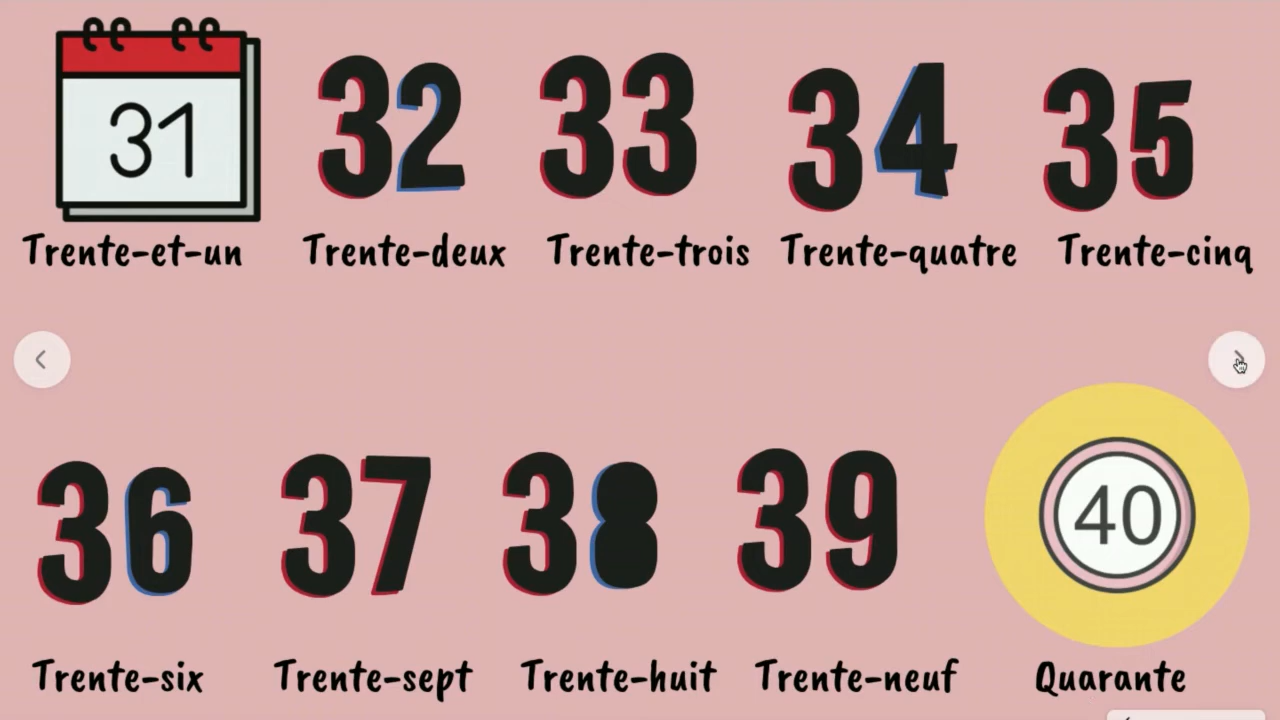 31 32 33 34 35
Trente-et-un Trente-deux Trente-trois Trente-quatre Trente-cinq
36 37 38 39 40
Trente-six Trente-sept Trente-huit Trente-neuf Quarante